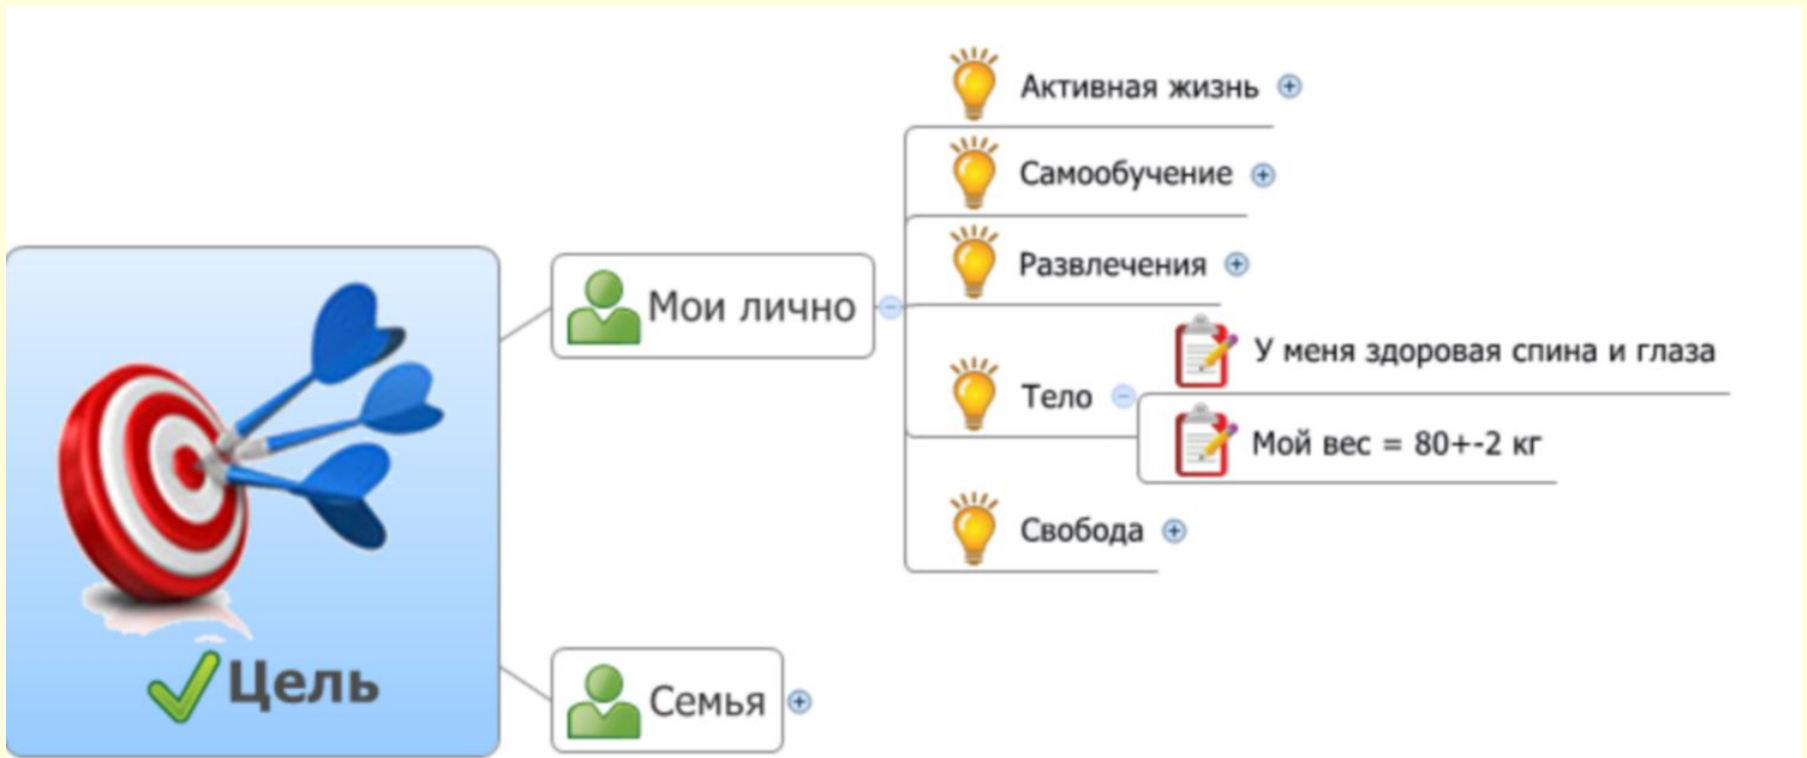 Активная жизнь
Самообучение
Развлечения
Мои лично
У меня здоровая спина и глаза
Тело
Мой вес = 80+-2 кг
Свобода
Цель
Семья